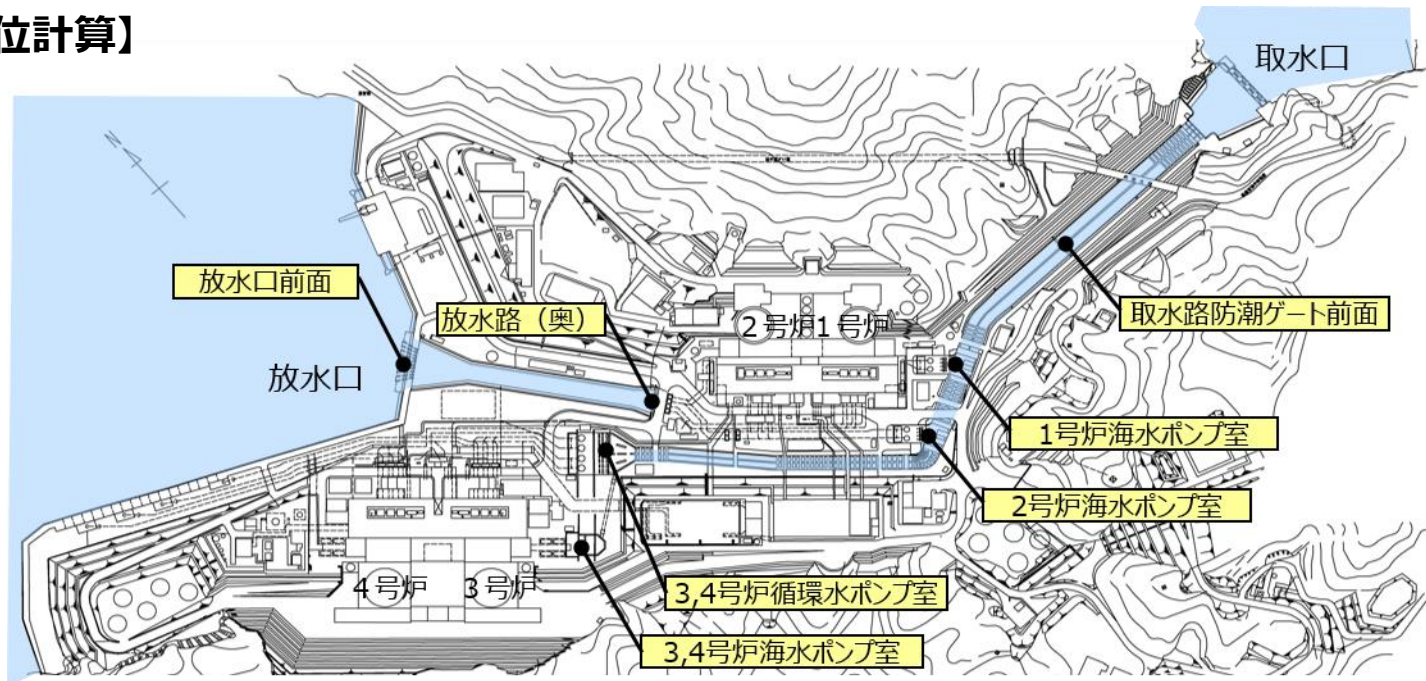 位計算】
取水口
放水口前面
放水路（奥）
2号炉1号炉
取水路防潮ゲート前面
放水口
1号炉海水ポンプ室
2号炉海水ポンプ室
4号炉 3号炉
3,4号炉循環水ポンプ室
3,4号炉海水ポンプ室